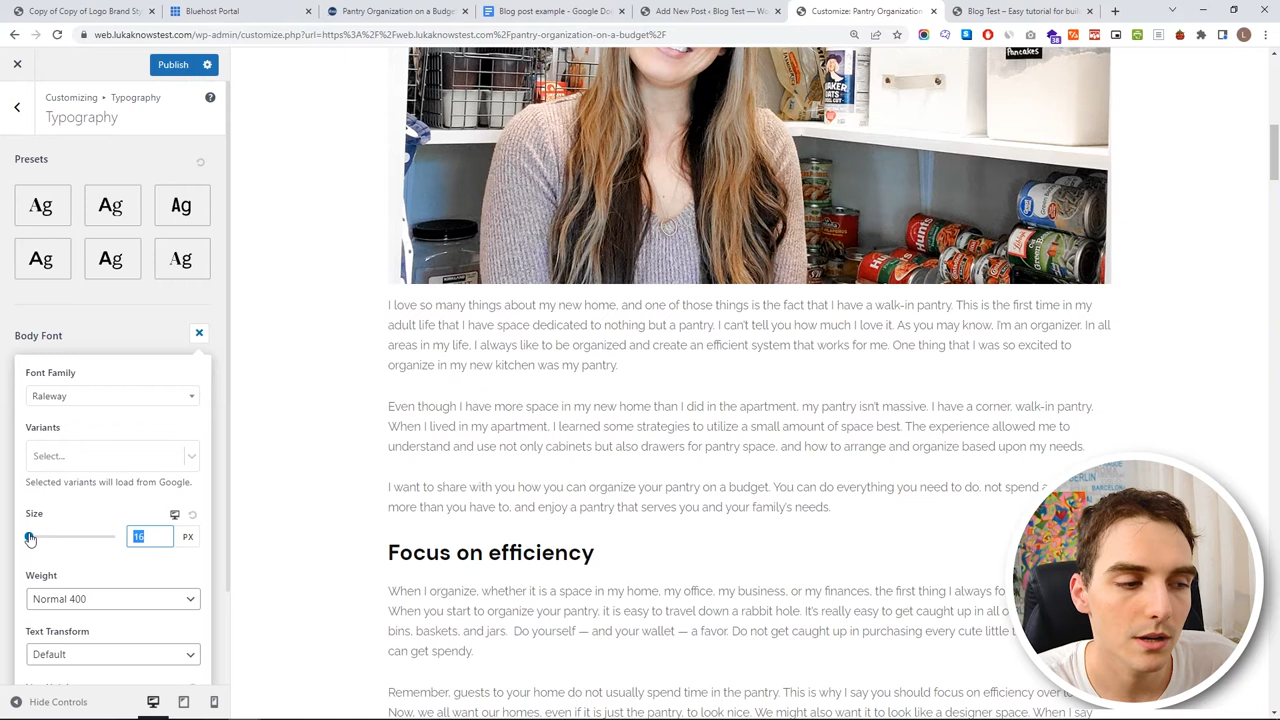 Copy of Copy of Logo Brand Sty
Bluehost Portal
Pantry Organization on a Budge
Blog post example - Google Doc
Add New Post ‹ Blog Test — Wo
Customize: Pantry Organization
Blog Test – Easy tutorial for buil
web.lukaknowstest.com/wp-admin/customize.php?url=https%3A%2F%2Fweb.lukaknowstest.com%2Fpantry-organization-on-a-budget%2F
38
L
Publish
Customizing ▸ Typography
Typography
Presets
Ag Ag Ag
Ag Ag Ag
Body Font
Font Family
Raleway
Variants
Select...
Selected variants will load from Google.
Size
16 PX
Weight
Normal 400
Text Transform
Default
Hide Controls
Pancakes
QUAKER
OATS
Hunt's
Hunt's
Great Value
Libby's
Green Be
I love so many things about my new home, and one of those things is the fact that I have a walk-in pantry. This is the first time in my
adult life that I have space dedicated to nothing but a pantry. I can't tell you how much I love it. As you may know, I'm an organizer. In all
areas in my life, I always like to be organized and create an efficient system that works for me. One thing that I was so excited to
organize in my new kitchen was my pantry.
Even though I have more space in my new home than I did in the apartment, my pantry isn't massive. I have a corner, walk-in pantry.
When I lived in my apartment, I learned some strategies to utilize a small amount of space best. The experience allowed me to
understand and use not only cabinets but also drawers for pantry space, and how to arrange and organize based upon my needs.
to share with you how you can organize your pantry on a budget. You can do everything you need to do, not spend a
more than you have to, and enjoy a pantry that serves you and your family's needs.
Focus on efficiency
When I organize, whether it is a space in my home, my office, my business, or my finances, the first thing I always fo
When you start to organize your pantry, it is easy to travel down a rabbit hole. It's really easy to get caught up in all o
bins, baskets, and jars. Do yourself — and your wallet — a favor. Do not get caught up in purchasing every cute little
can get spendy.
Remember, guests to your home do not usually spend time in the pantry. This is why I say you should focus on efficiency over
Now, we all want our homes, even if it is just the pantry, to look nice. We might also want it to look like a designer space. When I say
BERLIN
BARCELON